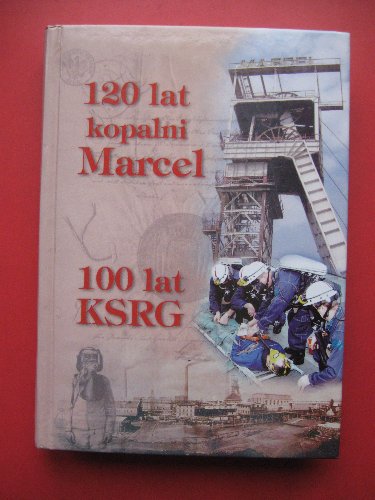 120 lat
kopalni
Marcel
100 lat
KSRG